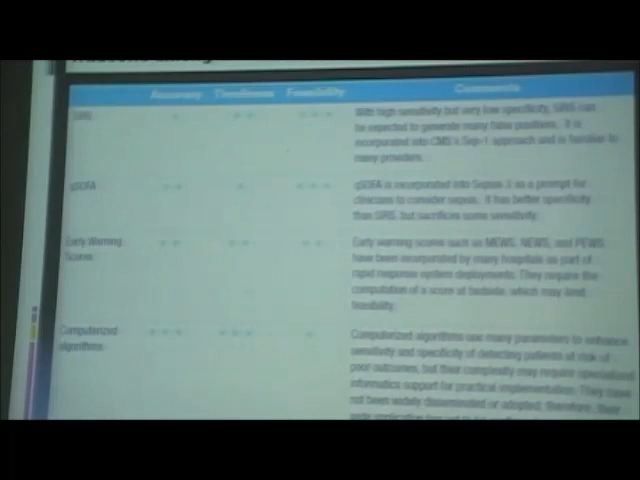 Accuracy Timeliness Feasibility Comments
SIRS
With high sensitivity but very low specificity, SIRS can
be expected to generate many false positives. It is
incorporated into CMS's Sep-1 approach and is familiar to
many providers.
qSOFA
qSOFA is incorporated into Sepsis 3 as a prompt for
clinicians to consider sepsis. It has better specificity
than SIRS, but sacrifices some sensitivity.
Early Warning
Scores
Early warning scores such as MEWS, NEWS, and PEWS
have been incorporated by many hospitals as part of
rapid response system deployments. They require the
computation of a score at bedside, which may limit
feasibility.
Computerized
algorithms
Computerized algorithms use many parameters to enhance
sensitivity and specificity of detecting patients at risk of
poor outcomes, but their complexity may require specialized
informatics support for practical implementation. They have
not been widely disseminated or adopted; therefore, their